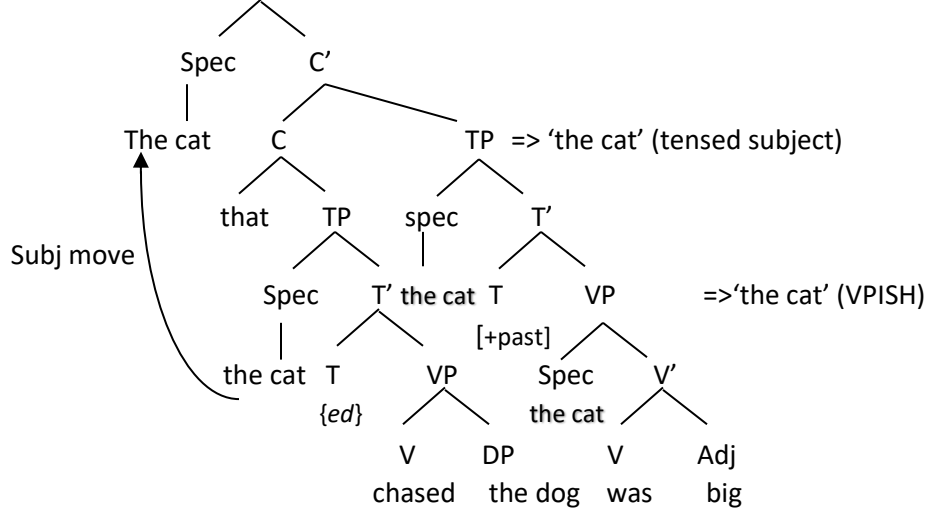 Spec C’
The cat C TP => ‘the cat’ (tensed subject)
that TP spec T’
Subj move
Spec T’ the cat T VP =>‘the cat’ (VPISH)
[+past]
the cat T VP Spec V’
{ed} the cat
V DP V Adj
chased the dog was big